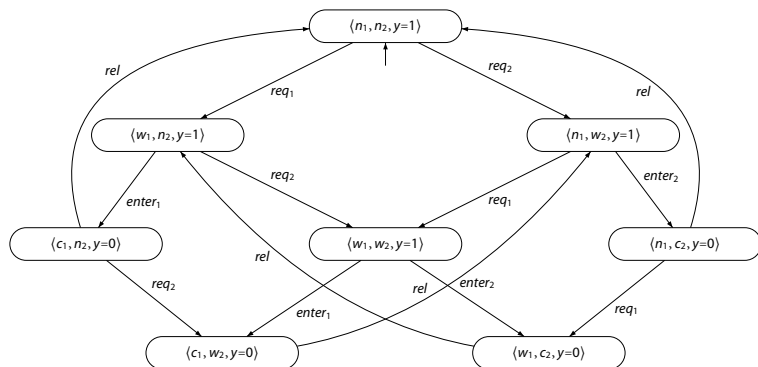 ⟨n₁, n₂, y=1⟩
rel
req₁
req₂
rel
⟨w₁, n₂, y=1⟩
⟨n₁, w₂, y=1⟩
enter₁
req₂
req₁
enter₂
⟨c₁, n₂, y=0⟩
⟨w₁, w₂, y=1⟩
⟨n₁, c₂, y=0⟩
req₂
rel
enter₁
rel
enter₂
req₁
⟨c₁, w₂, y=0⟩
⟨w₁, c₂, y=0⟩